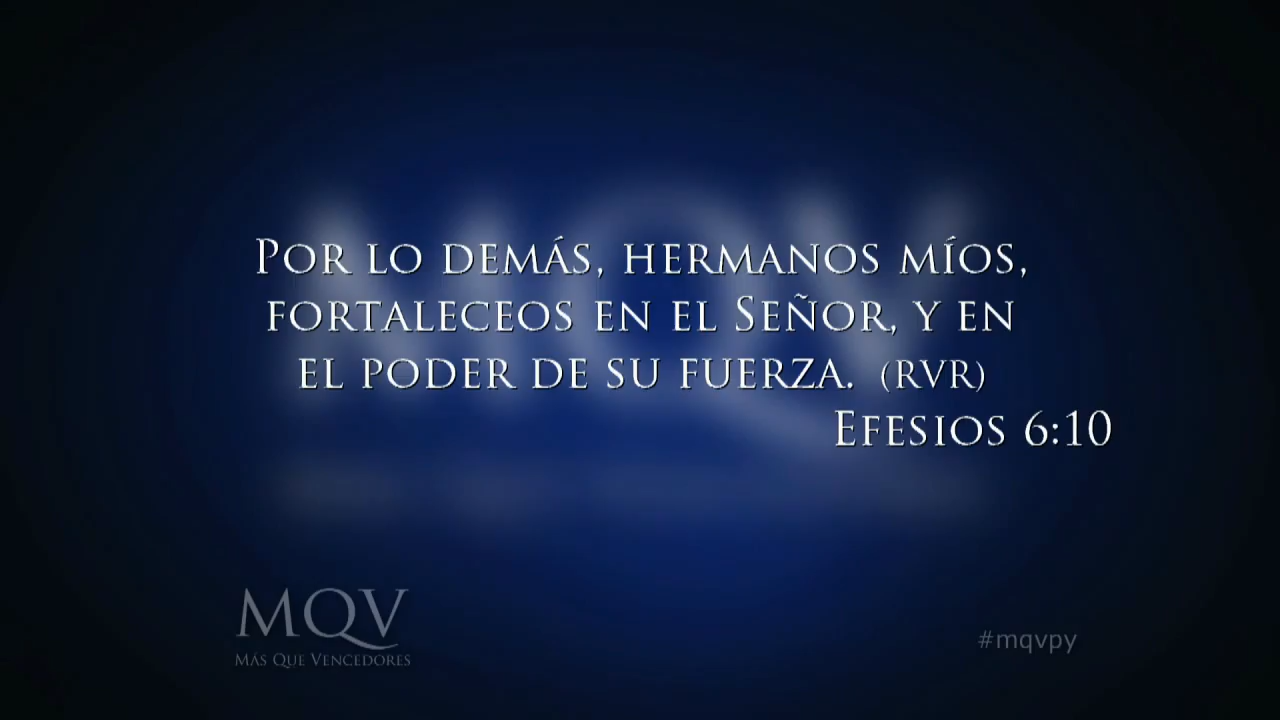 Por lo demás, hermanos míos,
fortaleceos en el Señor, y en
el poder de su fuerza. (RVR)
Efesios 6:10
MQV
Más Que Vencedores
#mqvpy